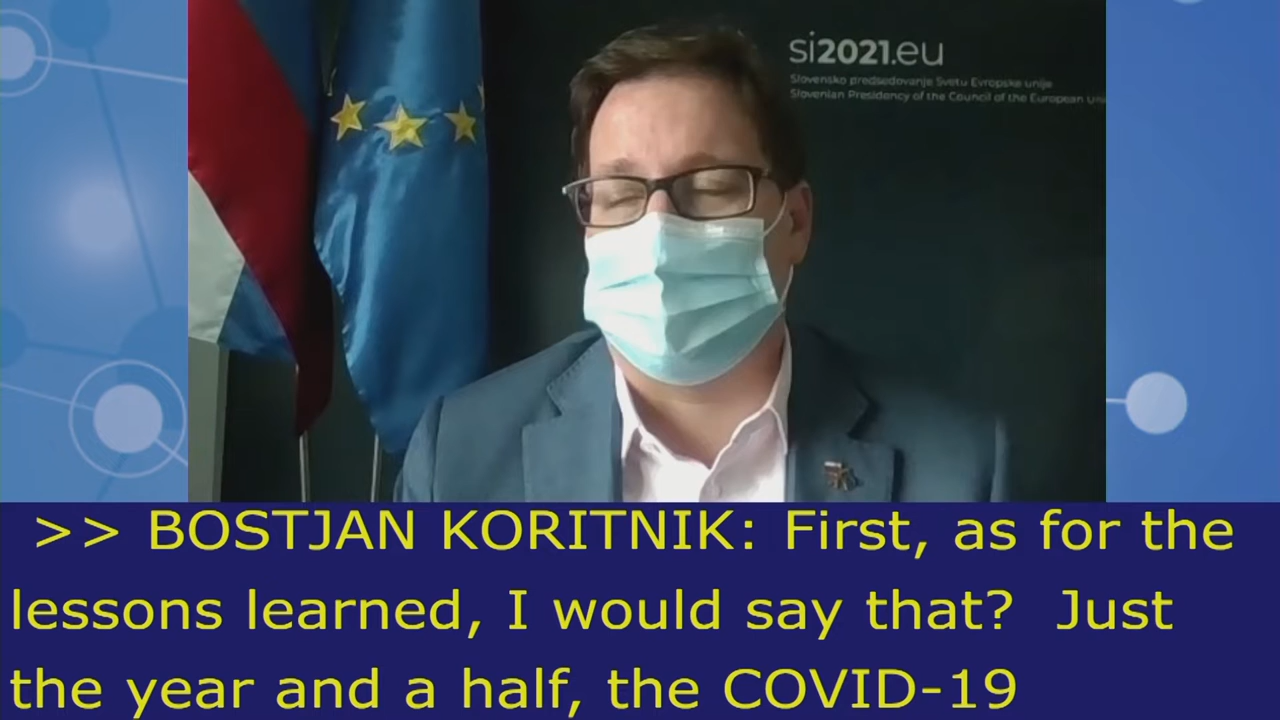 si2021.eu
Slovensko predsedovanje Svetu Evropske unije
Slovenian Presidency of the Council of the European
>> BOSTJAN KORITNIK: First, as for the
lessons learned, I would say that?  Just
the year and a half, the COVID-19